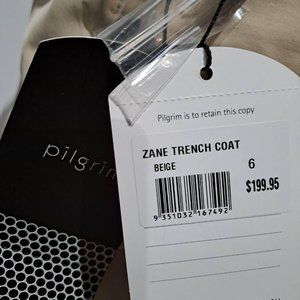 pilgrim
Pilgrim is to retain this copy
ZANE TRENCH COAT
BEIGE
6
$199.95
9 351032 167492